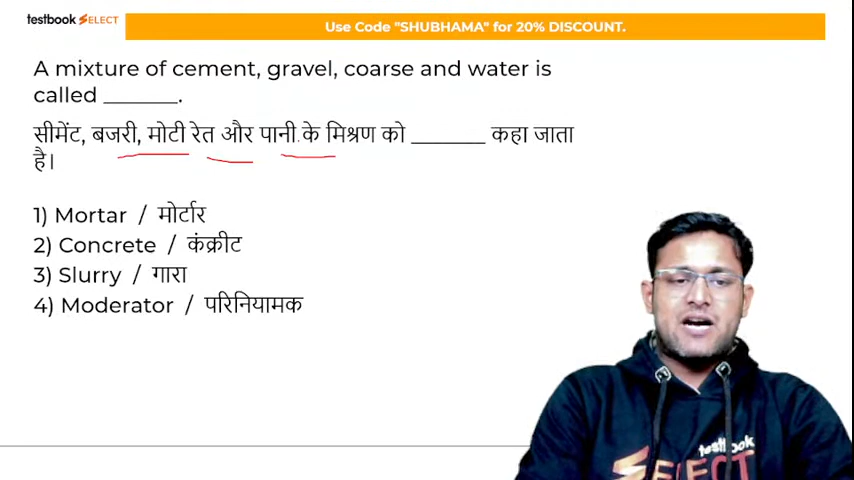 testbook SELECT
Use Code "SHUBHAMA" for 20% DISCOUNT.
A mixture of cement, gravel, coarse and water is
called _______.
सीमेंट, बजरी, मोटी रेत और पानी के मिश्रण को _______ कहा जाता
है।
1) Mortar / मोर्टार
2) Concrete / कंक्रीट
3) Slurry / गारा
4) Moderator / परिनियामक
testbook
SELECT